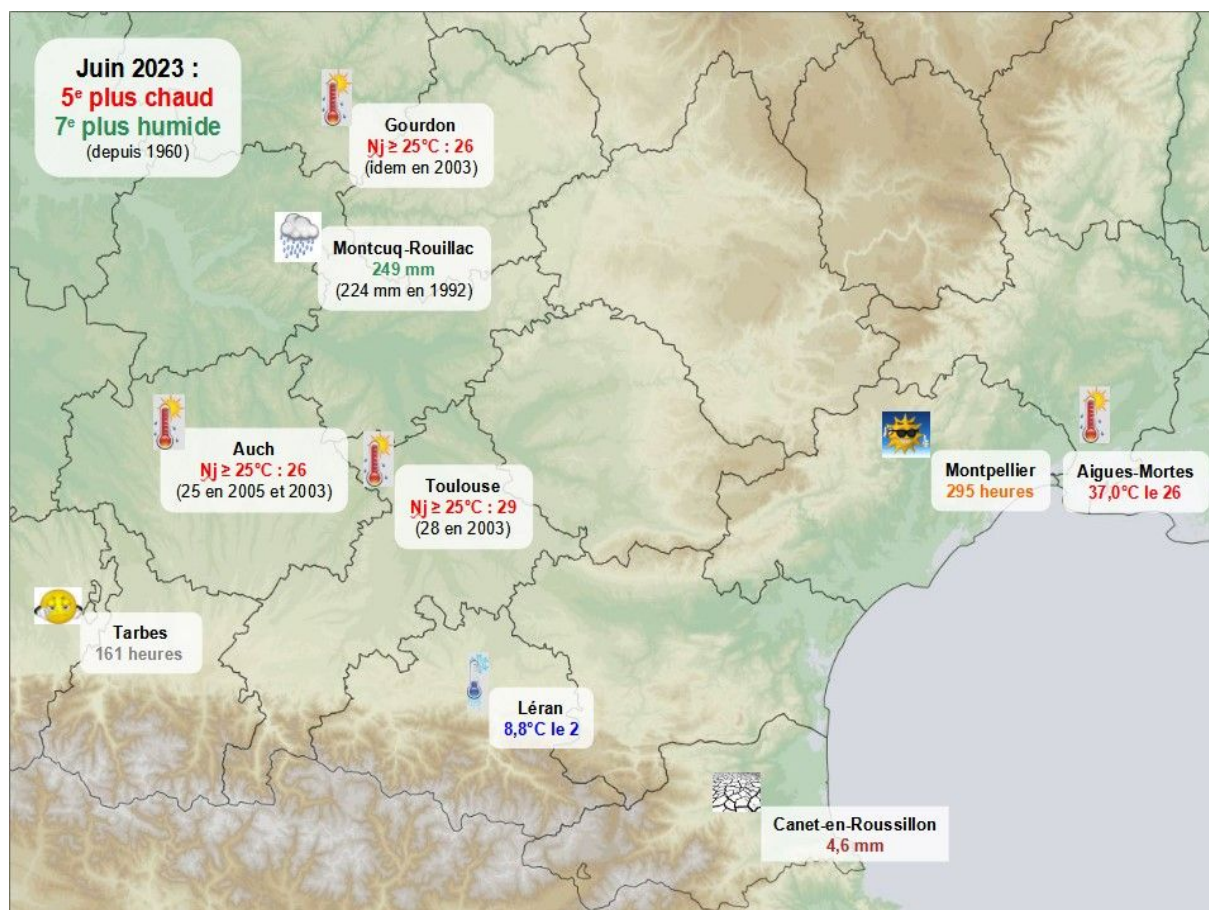 Juin 2023 :
5e plus chaud
7e plus humide
(depuis 1960)
Gourdon
Nj ≥ 25°C : 26
(idem en 2003)
Montcuq-Rouillac
249 mm
(224 mm en 1992)
Auch
Nj ≥ 25°C : 26
(25 en 2005 et 2003)
Toulouse
Nj ≥ 25°C : 29
(28 en 2003)
Montpellier
295 heures
Aigues-Mortes
37,0°C le 26
Tarbes
161 heures
Léran
8,8°C le 2
Canet-en-Roussillon
4,6 mm